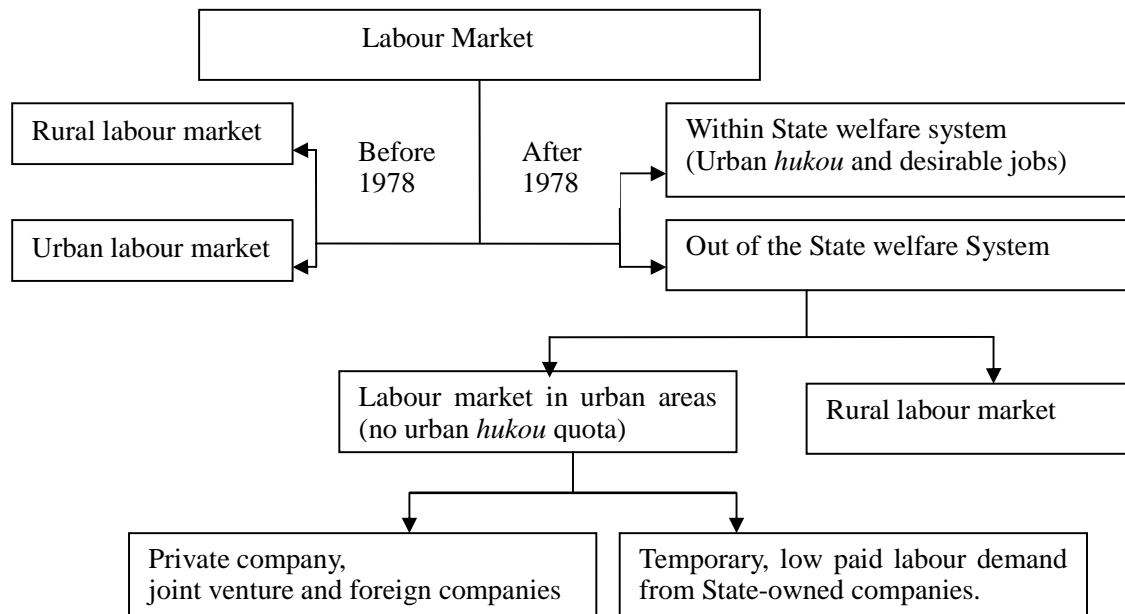 Labour Market
Rural labour market
Before
1978
After
1978
Within State welfare system
(Urban hukou and desirable jobs)
Urban labour market
Out of the State welfare System
Labour market in urban areas
(no urban hukou quota)
Rural labour market
Private company,
joint venture and foreign companies
Temporary, low paid labour demand
from State-owned companies.